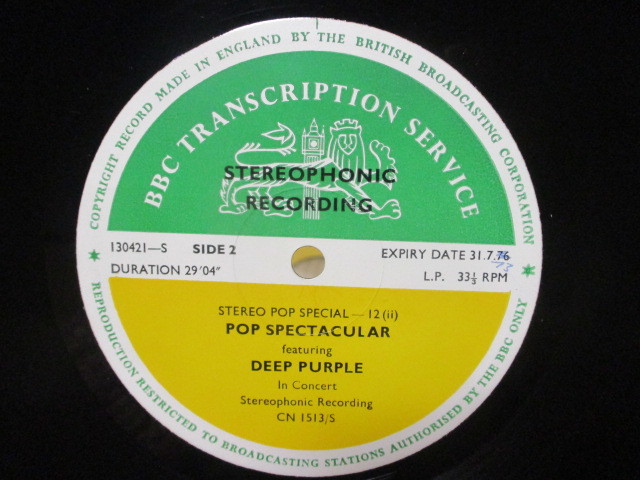 COPYRIGHT RECORD MADE IN ENGLAND BY THE BRITISH BROADCASTING CORPORATION
BBC TRANSCRIPTION SERVICE
STEREOPHONIC
RECORDING
130421—S SIDE 2
EXPIRY DATE 31.7.76
73
DURATION 29'04"
L.P. 33⅓ RPM
STEREO POP SPECIAL — 12 (ii)
POP SPECTACULAR
featuring
DEEP PURPLE
In Concert
Stereophonic Recording
CN 1513/S
REPRODUCTION RESTRICTED TO BROADCASTING STATIONS AUTHORISED BY THE BBC ONLY